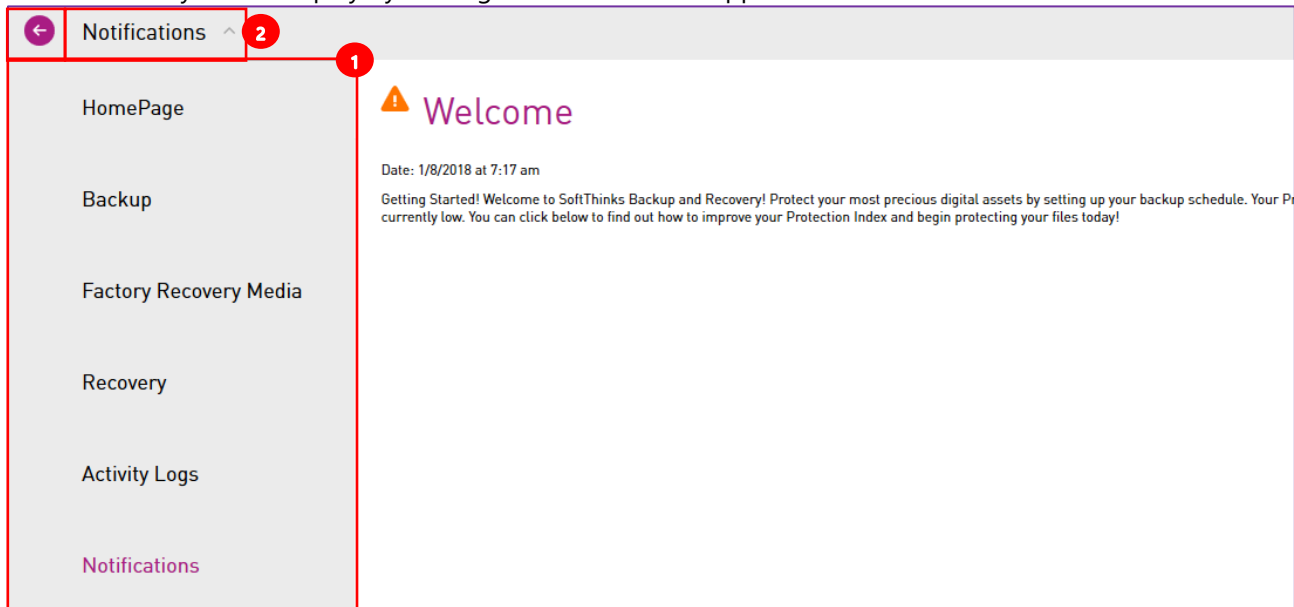 Notifications
2
1
HomePage
Backup
Factory Recovery Media
Recovery
Activity Logs
Notifications
Welcome
Date: 1/8/2018 at 7:17 am
Getting Started! Welcome to SoftThinks Backup and Recovery! Protect your most precious digital assets by setting up your backup schedule. Your
currently low. You can click below to find out how to improve your Protection Index and begin protecting your files today!